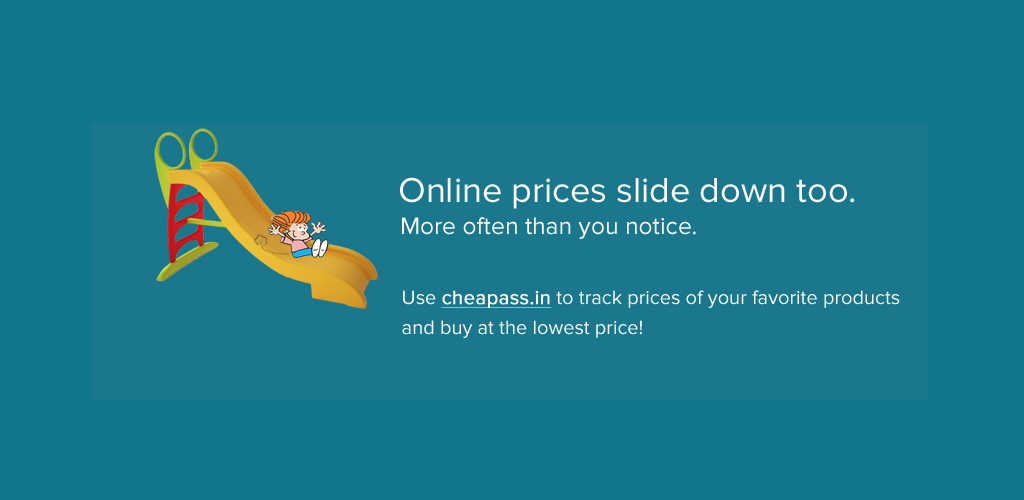 Online prices slide down too.
More often than you notice.
Use cheapass.in to track prices of your favorite products
and buy at the lowest price!